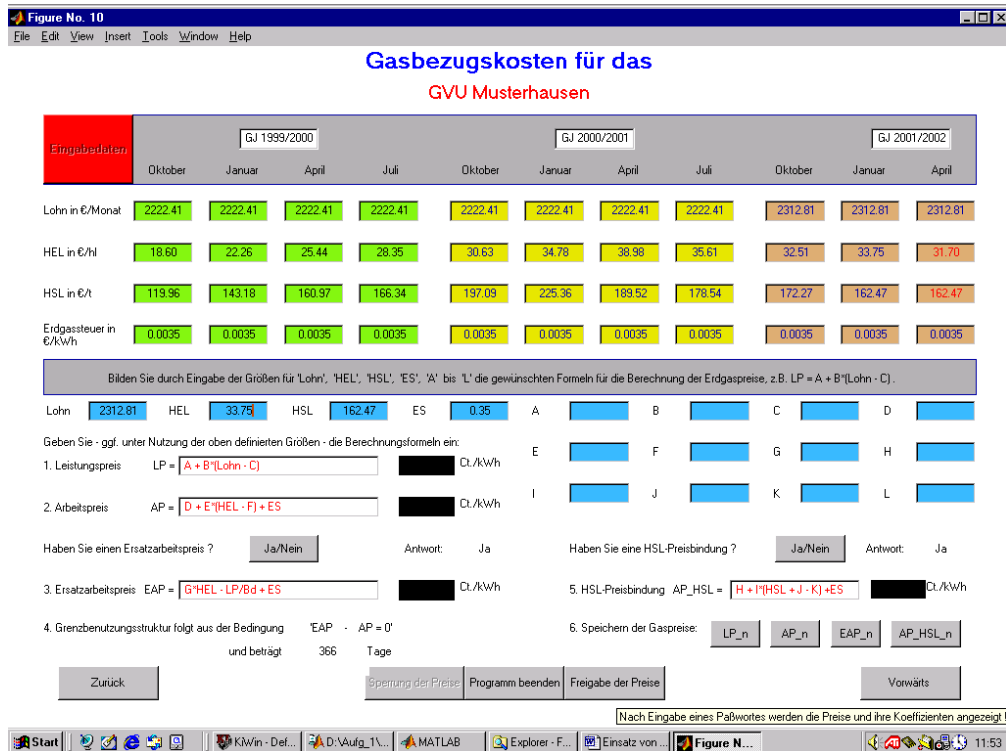 Figure No. 10
File Edit View Insert Tools Window Help
Gasbezugskosten für das
GVU Musterhausen
Eingabedaten
GJ 1999/2000 GJ 2000/2001 GJ 2001/2002
Oktober Januar April Juli Oktober Januar April Juli Oktober Januar April
Lohn in €/Monat 2222.41 2222.41 2222.41 2222.41 2222.41 2222.41 2222.41 2222.41 2312.81 2312.81 2312.81
HEL in €/hl 18.60 22.26 25.44 28.35 30.63 34.78 38.98 35.61 32.51 33.75 31.70
HSL in €/t 119.96 143.18 160.97 166.34 197.09 225.36 189.52 178.54 172.27 162.47 162.47
Erdgassteuer in
€/kWh 0.0035 0.0035 0.0035 0.0035 0.0035 0.0035 0.0035 0.0035 0.0035 0.0035 0.0035
Bilden Sie durch Eingabe der Größen für 'Lohn', 'HEL', 'HSL', 'ES', 'A' bis 'L' die gewünschten Formeln für die Berechnung der Erdgaspreise, z.B. LP = A + B*(Lohn - C) .
Lohn 2312.81 HEL 33.75 HSL 162.47 ES 0.35 A B C D
Geben Sie - ggf. unter Nutzung der oben definierten Größen - die Berechnungsformeln ein:
E F G H
1. Leistungspreis LP = A + B*(Lohn - C) Ct./kWh
I J K L
2. Arbeitspreis AP = D + E*(HEL - F) + ES Ct./kWh
Haben Sie einen Ersatzarbeitspreis ? Ja/Nein Antwort: Ja Haben Sie eine HSL-Preisbindung ? Ja/Nein Antwort: Ja
3. Ersatzarbeitspreis EAP = G*HEL - LP/Bd + ES Ct./kWh 5. HSL-Preisbindung AP_HSL = H + I*(HSL + J - K) +ES Ct./kWh
4. Grenzbenutzungsstruktur folgt aus der Bedingung 'EAP - AP = 0' 6. Speichern der Gaspreise: LP_n AP_n EAP_n AP_HSL_n
und beträgt 366 Tage
Zurück Sperrung der Preise Programm beenden Freigabe der Preise Vorwärts
Nach Eingabe eines Paßwortes werden die Preise und ihre Koeffizienten angezeigt !
Start KiWin - Def... D:\Aufg_1\... MATLAB Explorer - F... Einsatz von ... Figure N... 11:53